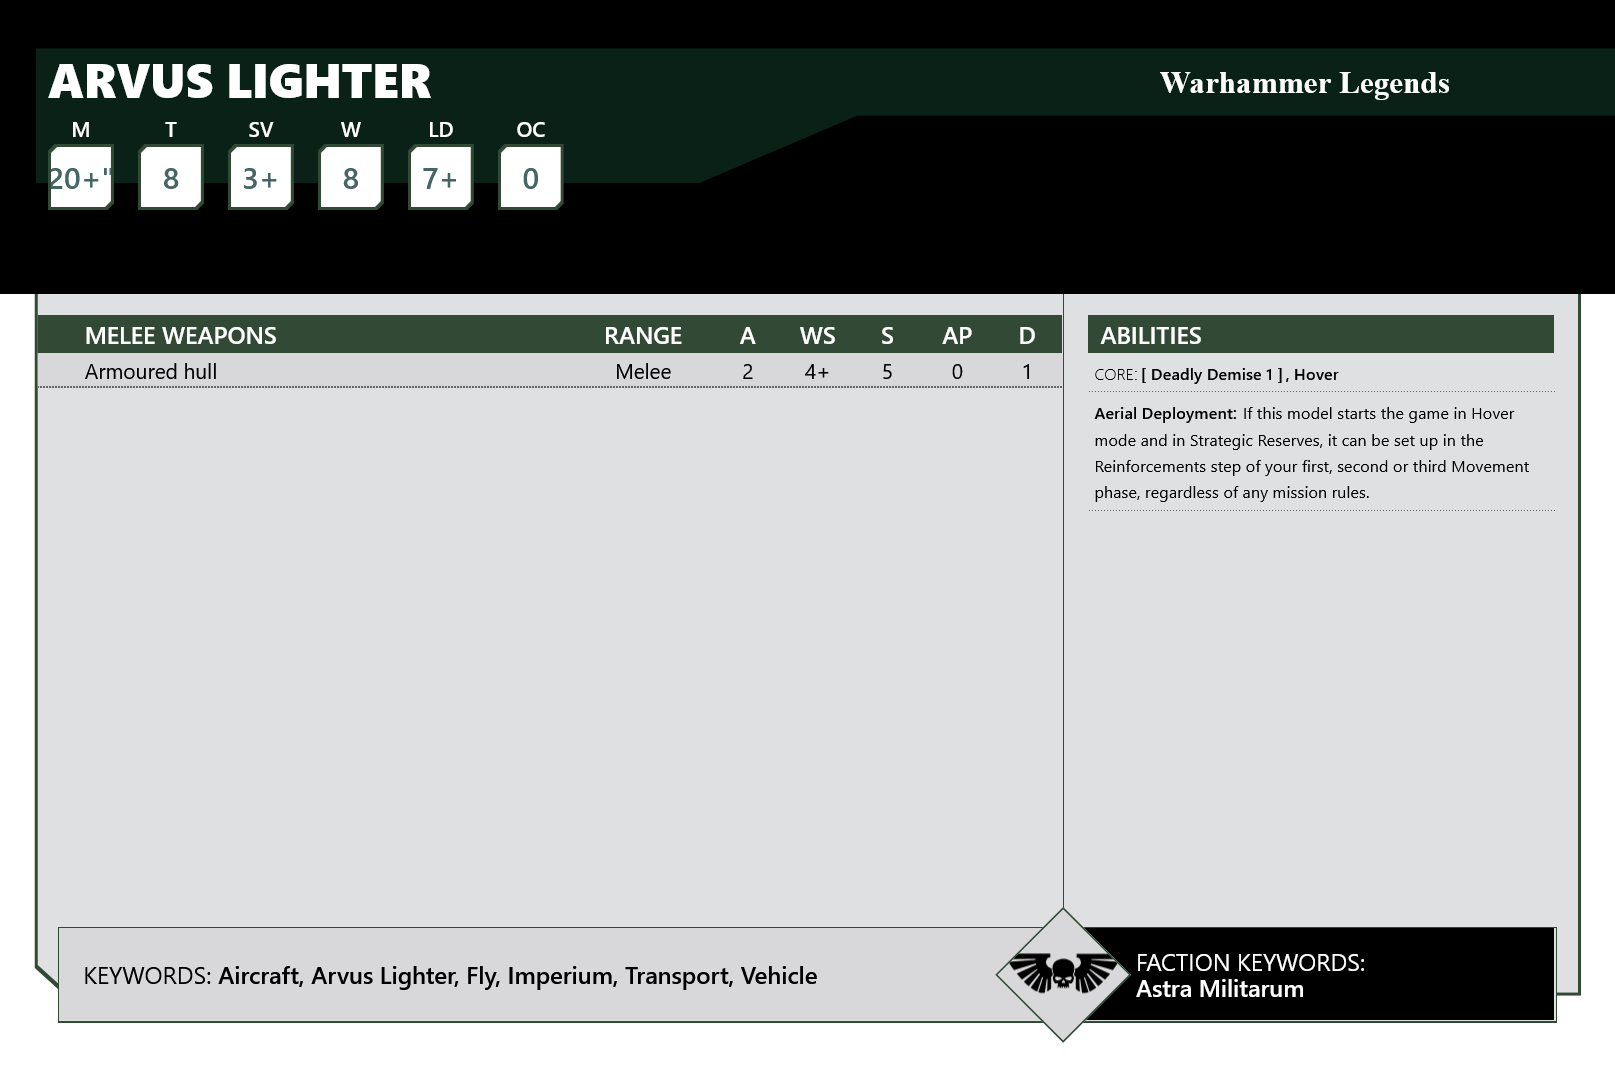 ARVUS LIGHTER
Warhammer Legends
M T SV W LD OC
20+" 8 3+ 8 7+ 0
MELEE WEAPONS RANGE A WS S AP D
Armoured hull Melee 2 4+ 5 0 1
ABILITIES
CORE: [ Deadly Demise 1 ] , Hover
Aerial Deployment: If this model starts the game in Hover
mode and in Strategic Reserves, it can be set up in the
Reinforcements step of your first, second or third Movement
phase, regardless of any mission rules.
KEYWORDS: Aircraft, Arvus Lighter, Fly, Imperium, Transport, Vehicle
FACTION KEYWORDS:
Astra Militarum